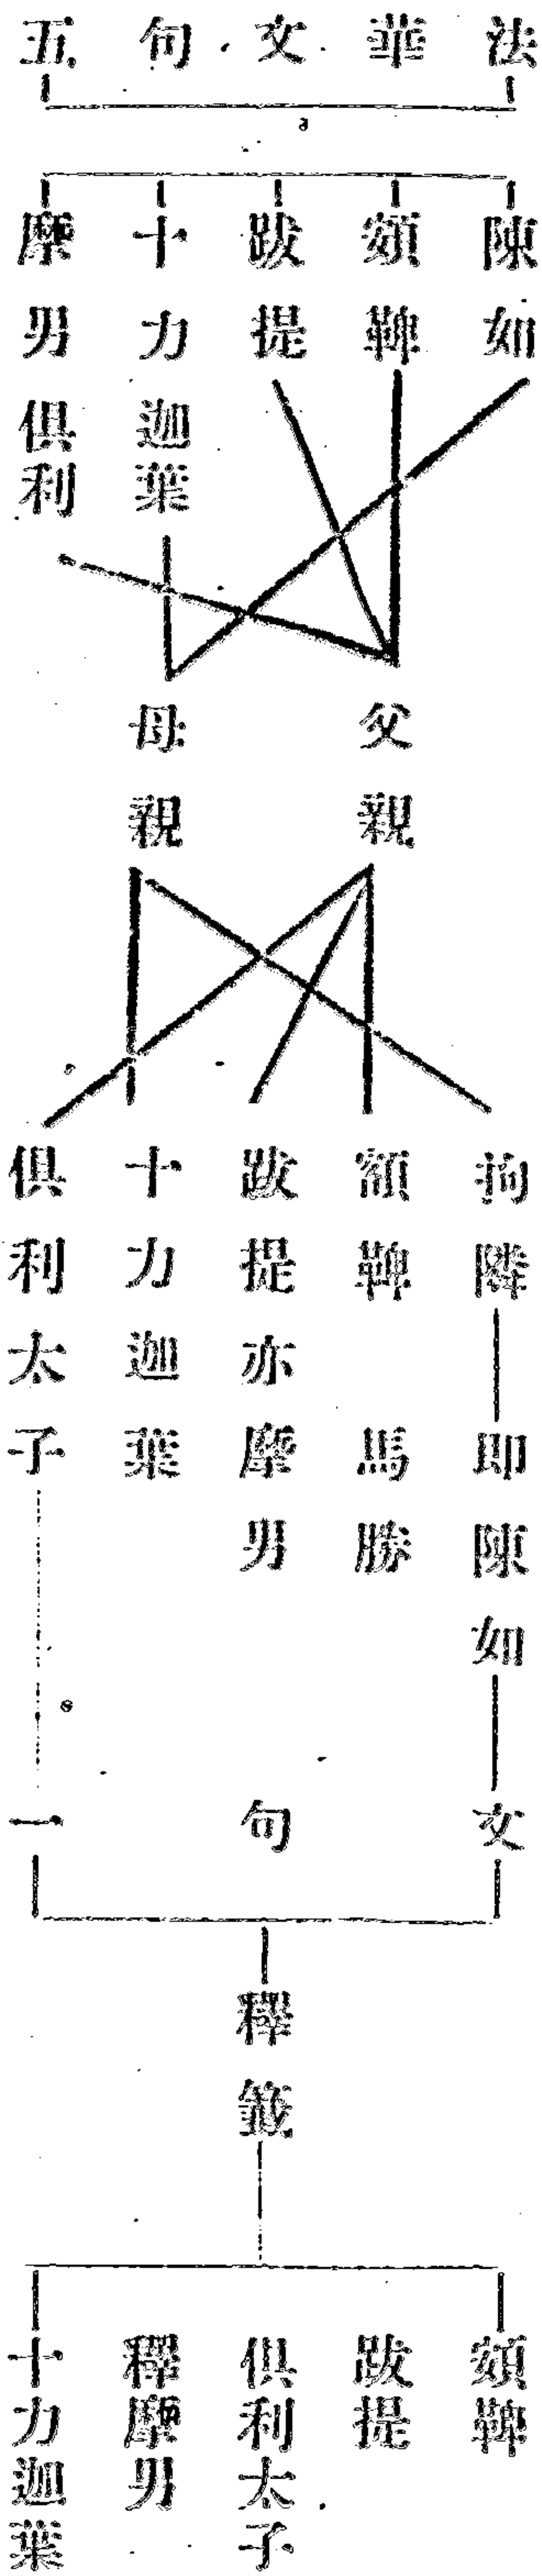 法華文句五
陳如
頞鞞
跋提
十力迦葉
摩男俱利
父親
母親
拘隣即陳如
頞鞞 馬勝
跋提亦摩男
十力迦葉
俱利太子
文句一
釋籤
頞鞞
跋提
俱利太子
釋摩男
十力迦葉